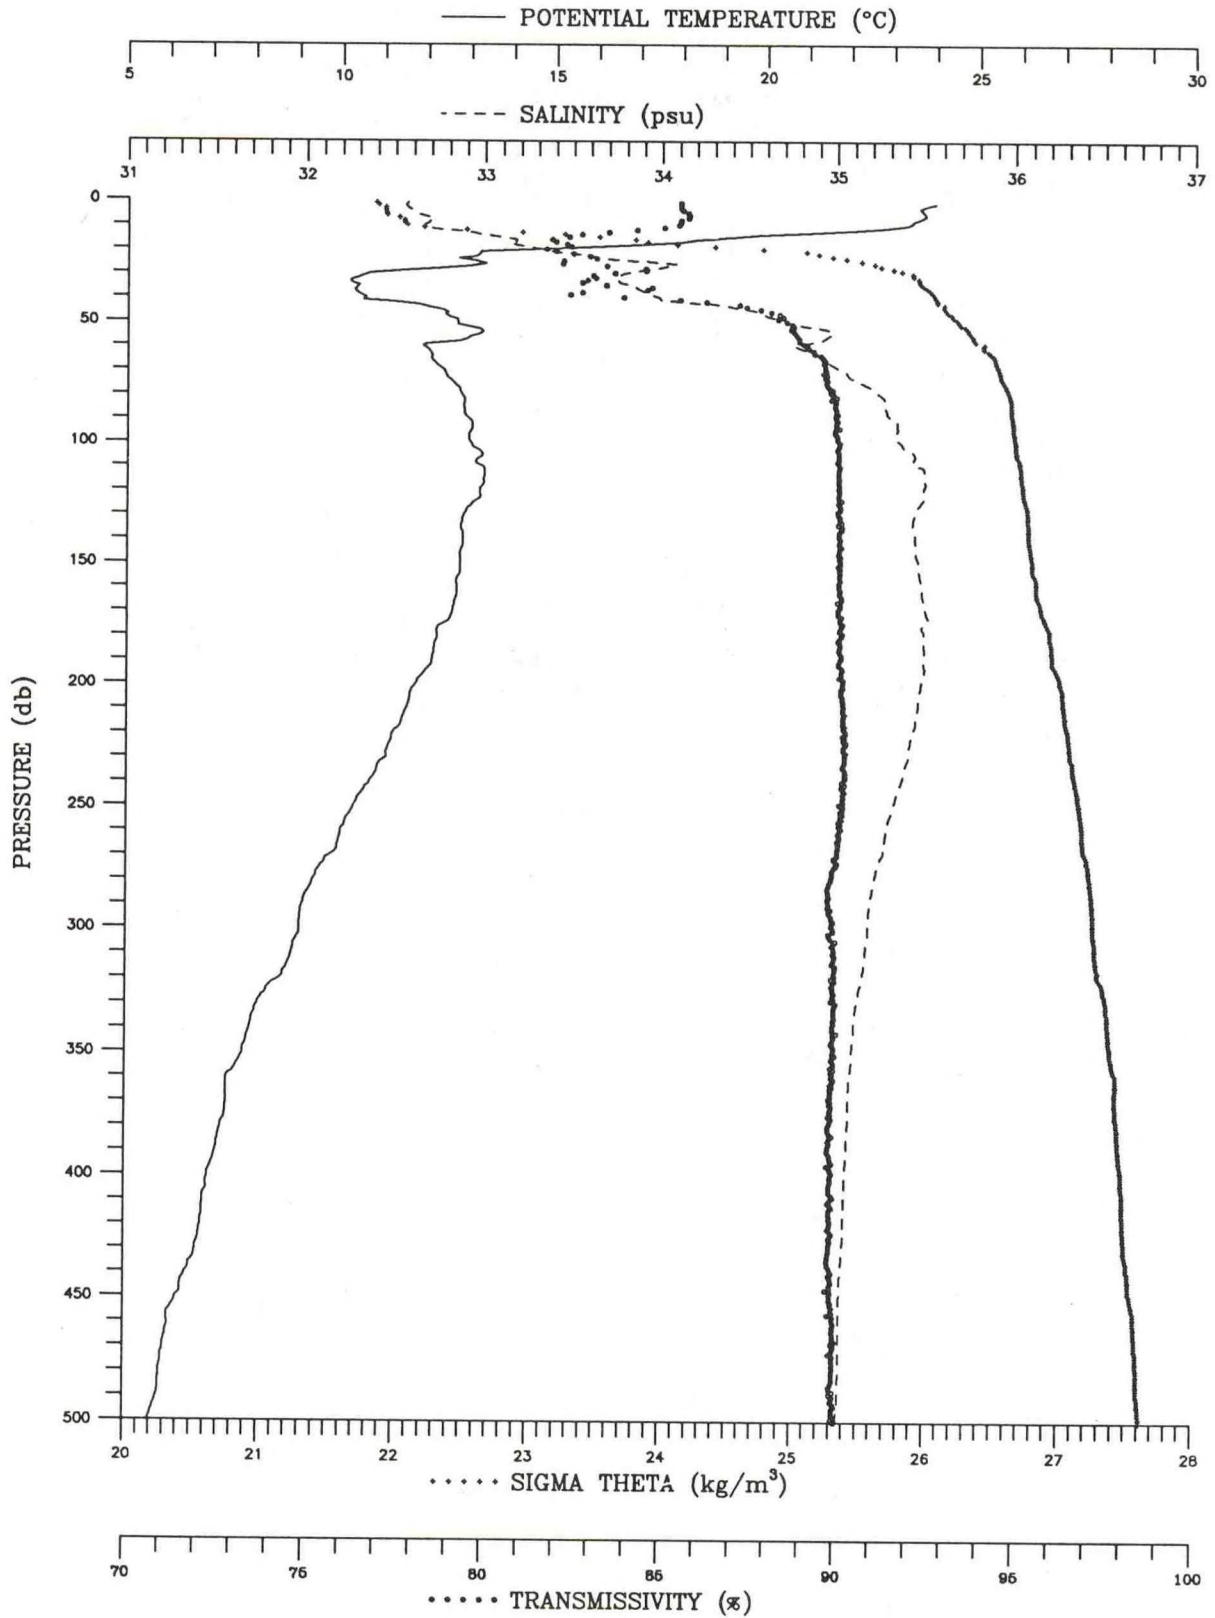 POTENTIAL TEMPERATURE (°C)
5 10 15 20 25 30
SALINITY (psu)
31 32 33 34 35 36 37
0
50
100
150
200
250
300
350
400
450
500
PRESSURE (db)
20 21 22 23 24 25 26 27 28
SIGMA THETA (kg/m³)
70 75 80 85 90 95 100
TRANSMISSIVITY (%)